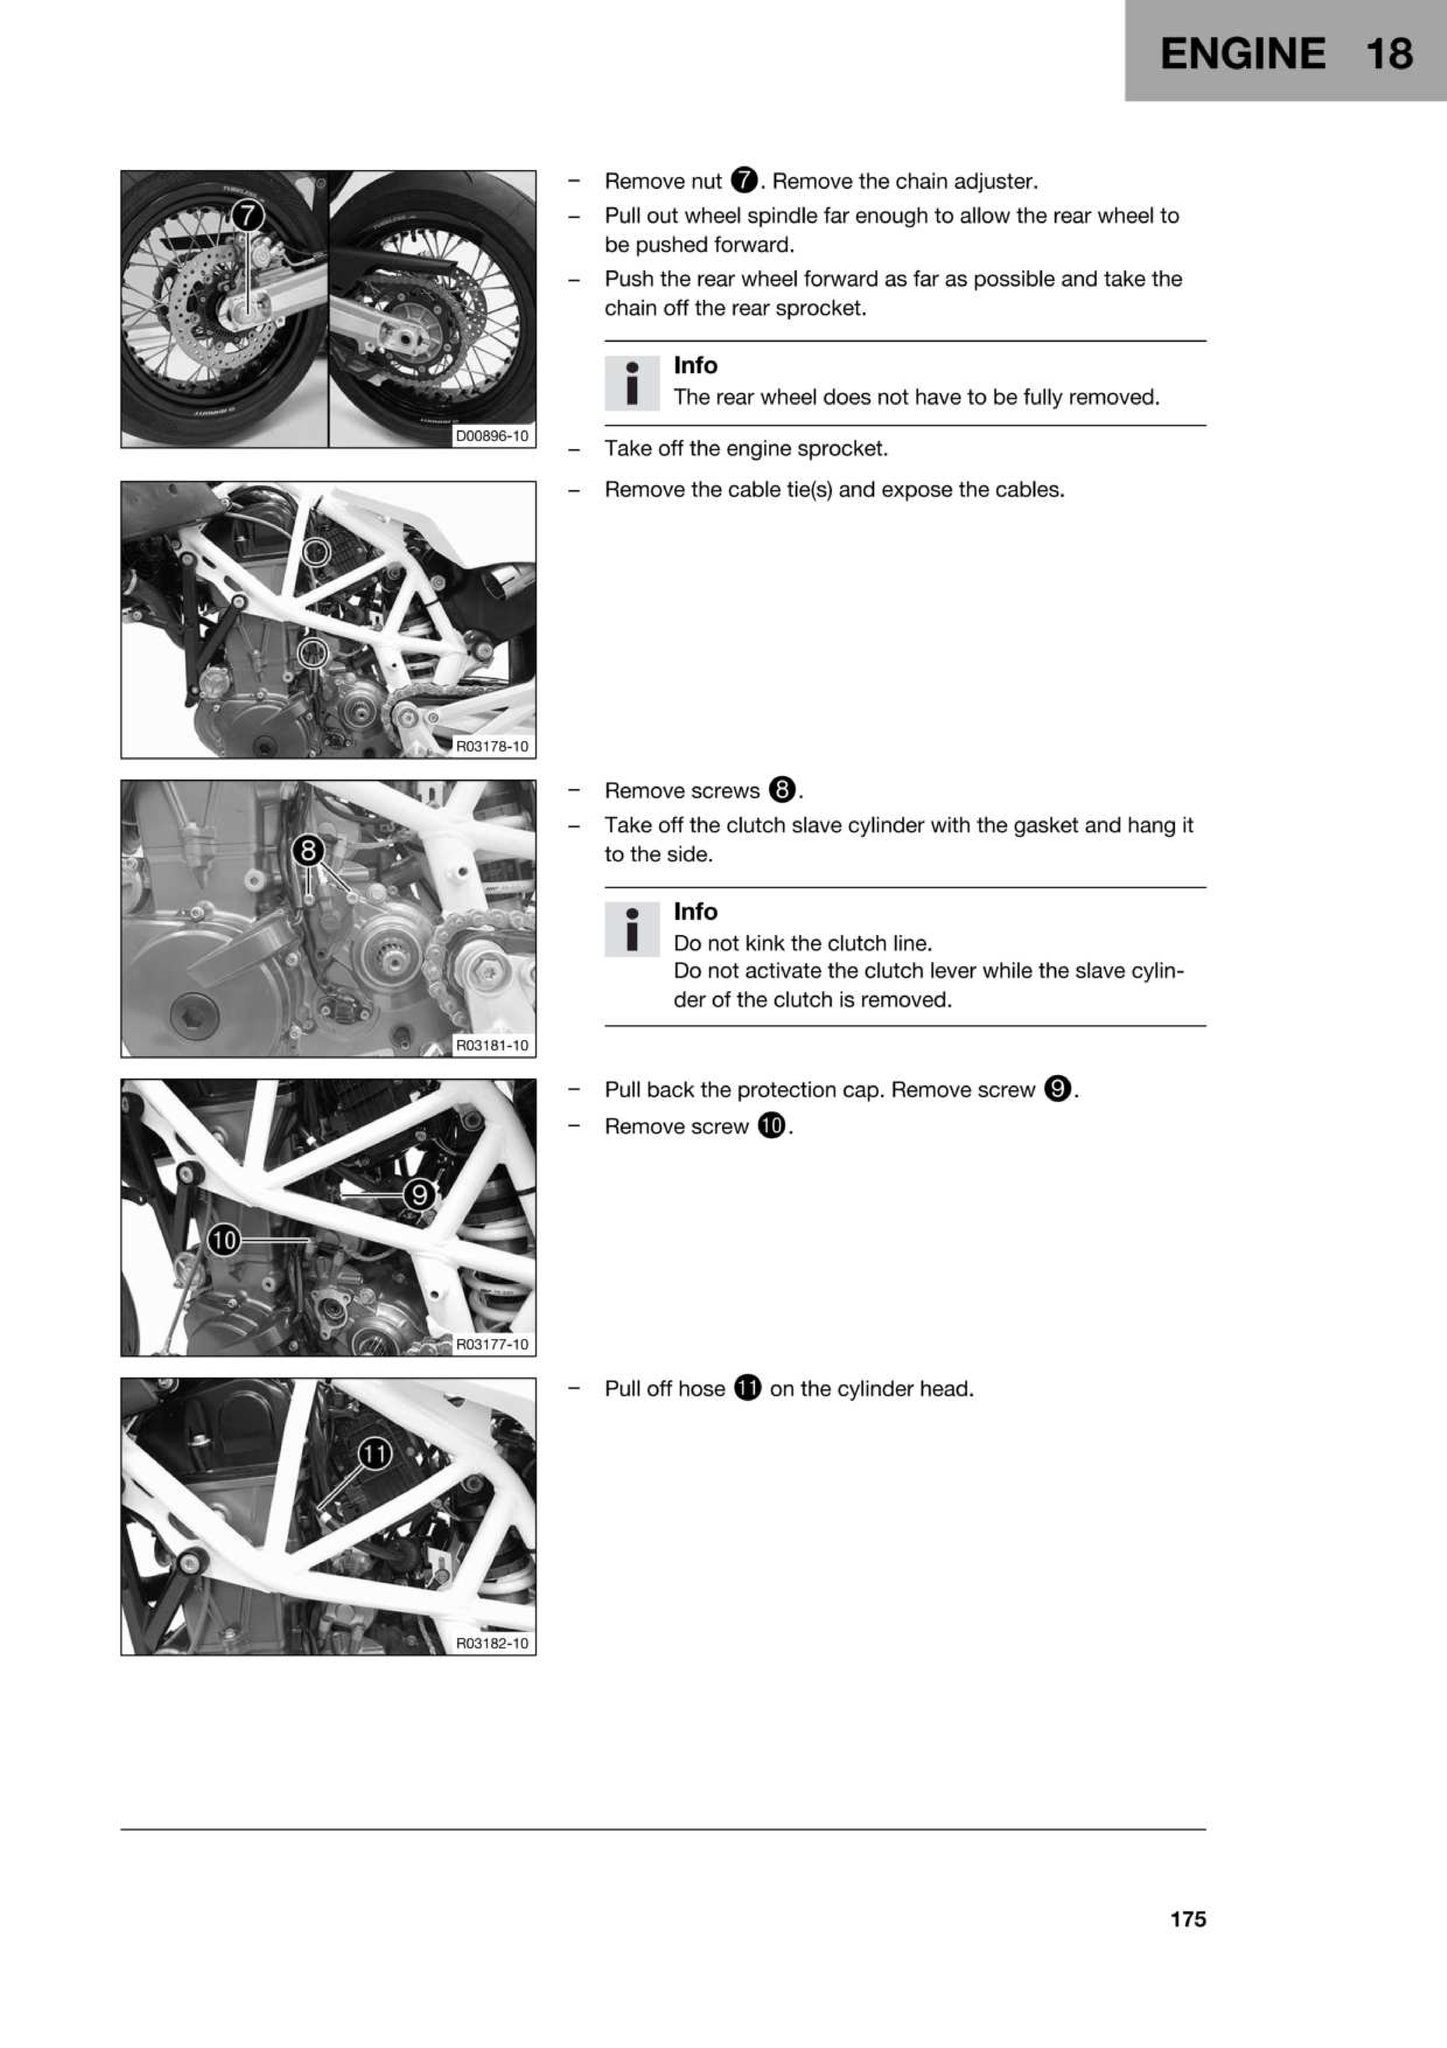 ENGINE 18
– Remove nut 7. Remove the chain adjuster.
– Pull out wheel spindle far enough to allow the rear wheel to
be pushed forward.
– Push the rear wheel forward as far as possible and take the
chain off the rear sprocket.
Info
The rear wheel does not have to be fully removed.
– Take off the engine sprocket.
7
TUBELESS
D00896-10
– Remove the cable tie(s) and expose the cables.
R03178-10
– Remove screws 8.
– Take off the clutch slave cylinder with the gasket and hang it
to the side.
Info
Do not kink the clutch line.
Do not activate the clutch lever while the slave cylin-
der of the clutch is removed.
8
R03181-10
– Pull back the protection cap. Remove screw 9.
– Remove screw 10.
9
10
R03177-10
– Pull off hose 11 on the cylinder head.
11
R03182-10
175